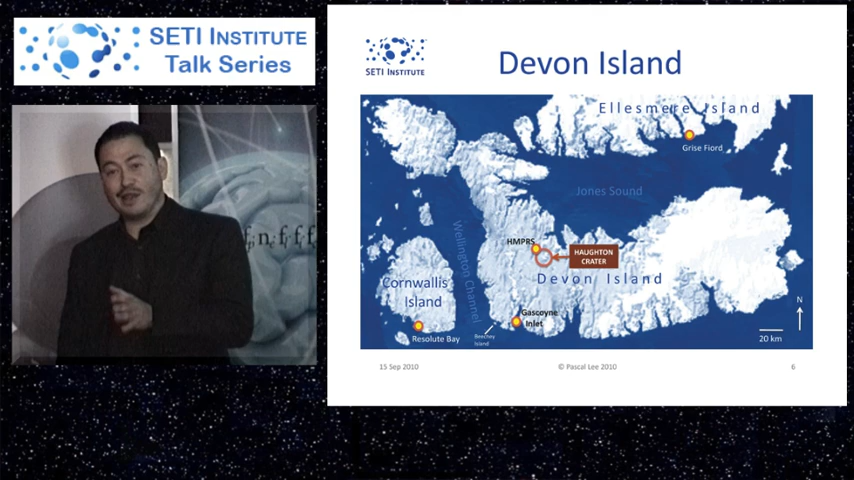 SETI INSTITUTE
Talk Series
SETI INSTITUTE
Devon Island
Ellesmere Island
Grise Fiord
Jones Sound
Wellington Channel
HMPRS
HAUGHTON
CRATER
Devon Island
Cornwallis
Island
Gascoyne
Inlet
Resolute Bay
Beechey
Island
N
20 km
15 Sep 2010
© Pascal Lee 2010
6